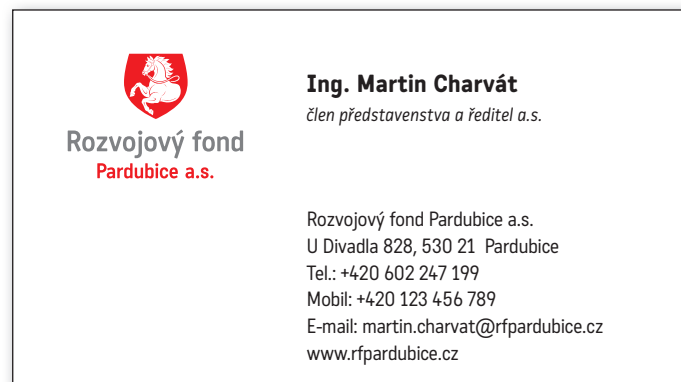 Rozvojový fond
Pardubice a.s.
Ing. Martin Charvát
člen představenstva a ředitel a.s.
Rozvojový fond Pardubice a.s.
U Divadla 828, 530 21 Pardubice
Tel.: +420 602 247 199
Mobil: +420 123 456 789
E-mail: martin.charvat@rfpardubice.cz
www.rfpardubice.cz